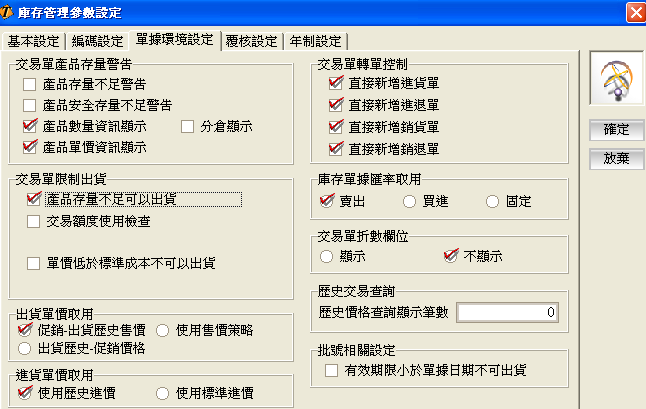 庫存管理參數設定
基本設定 編碼設定 單據環境設定 覆核設定 年制設定
交易單產品存量警告
產品存量不足警告
產品安全存量不足警告
產品數量資訊顯示 分倉顯示
產品單價資訊顯示
交易單限制出貨
產品存量不足可以出貨
交易額度使用檢查
單價低於標準成本不可以出貨
出貨單價取用
促銷-出貨歷史售價 使用售價策略
出貨歷史-促銷價格
進貨單價取用
使用歷史進價 使用標準進價
交易單轉單控制
直接新增進貨單
直接新增進退單
直接新增銷貨單
直接新增銷退單
庫存單據匯率取用
賣出 買進 固定
交易單折數欄位
顯示 不顯示
歷史交易查詢
歷史價格查詢顯示筆數 0
批號相關設定
有效期限小於單據日期不可出貨
確定
放棄